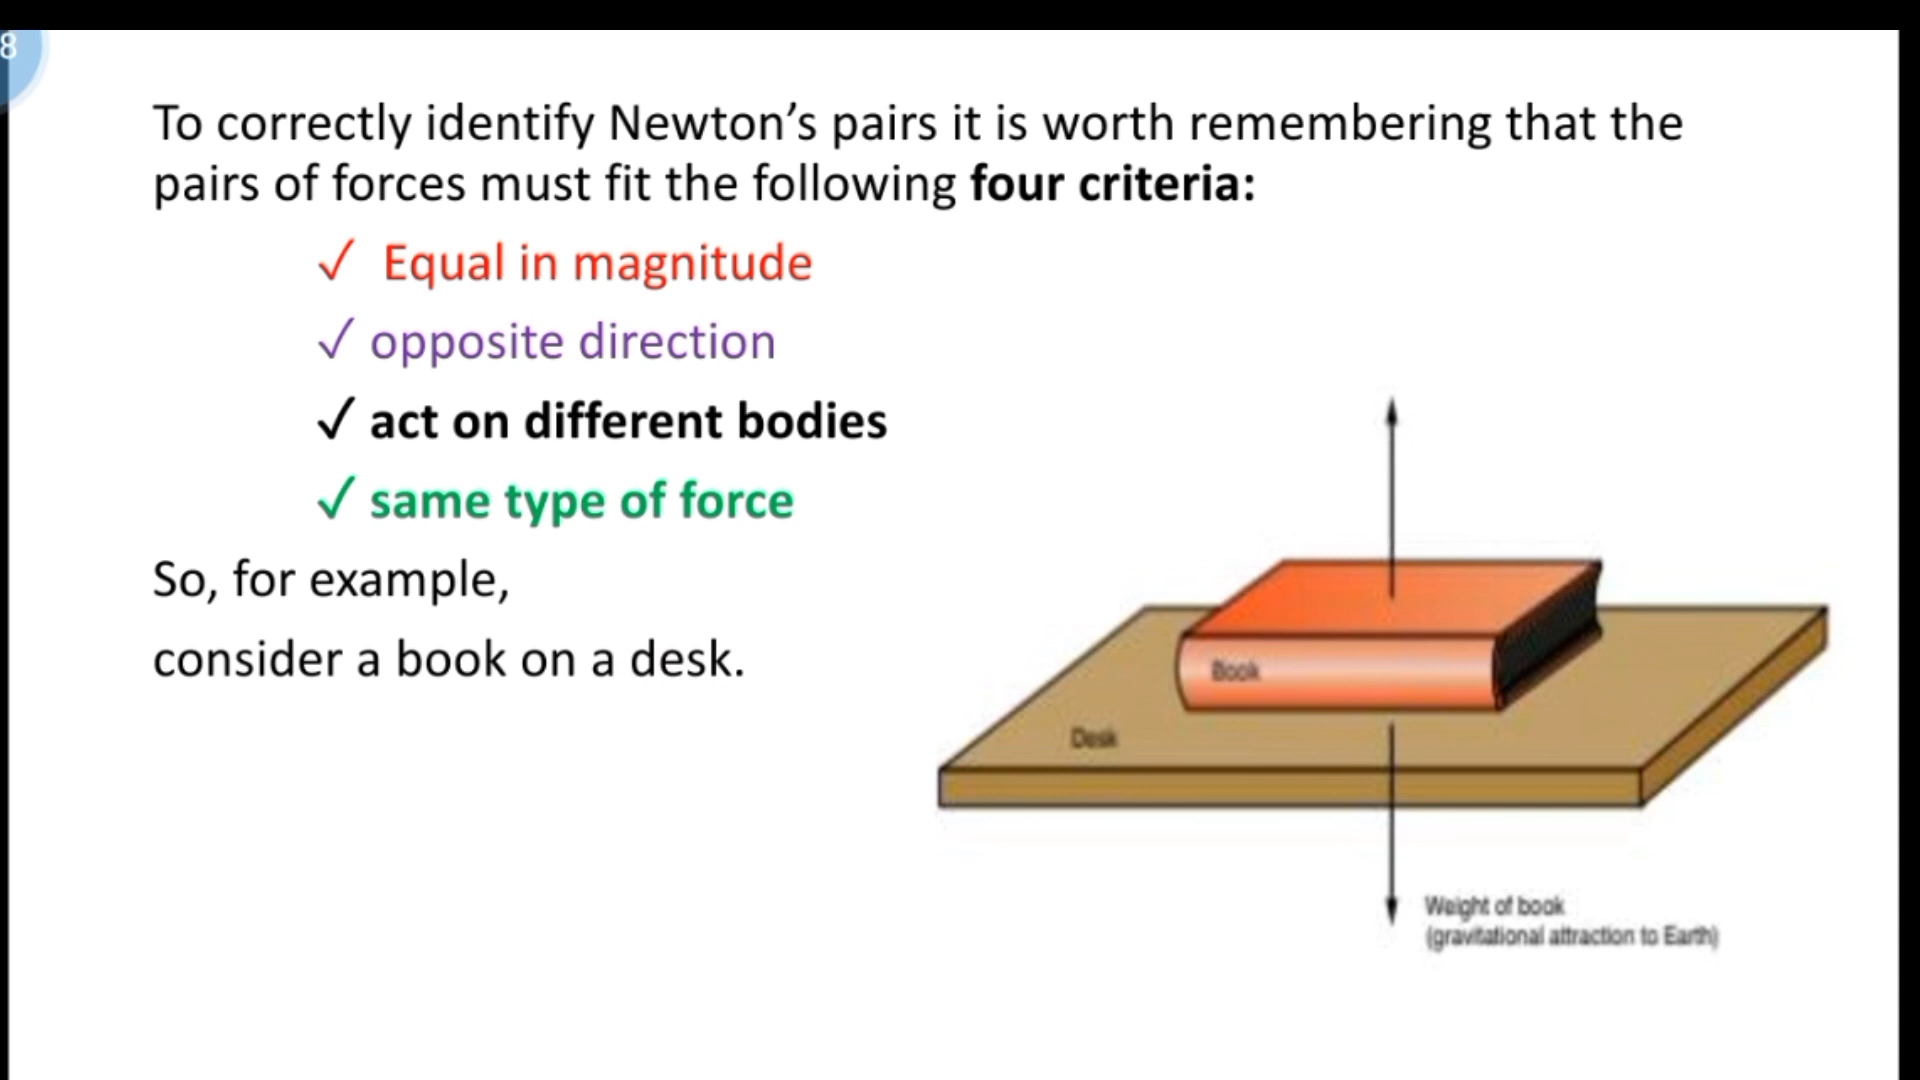 8
To correctly identify Newton’s pairs it is worth remembering that the
pairs of forces must fit the following four criteria:
✓ Equal in magnitude
✓ opposite direction
✓ act on different bodies
✓ same type of force
So, for example,
consider a book on a desk.
Book
Desk
Weight of book
(gravitational attraction to Earth)